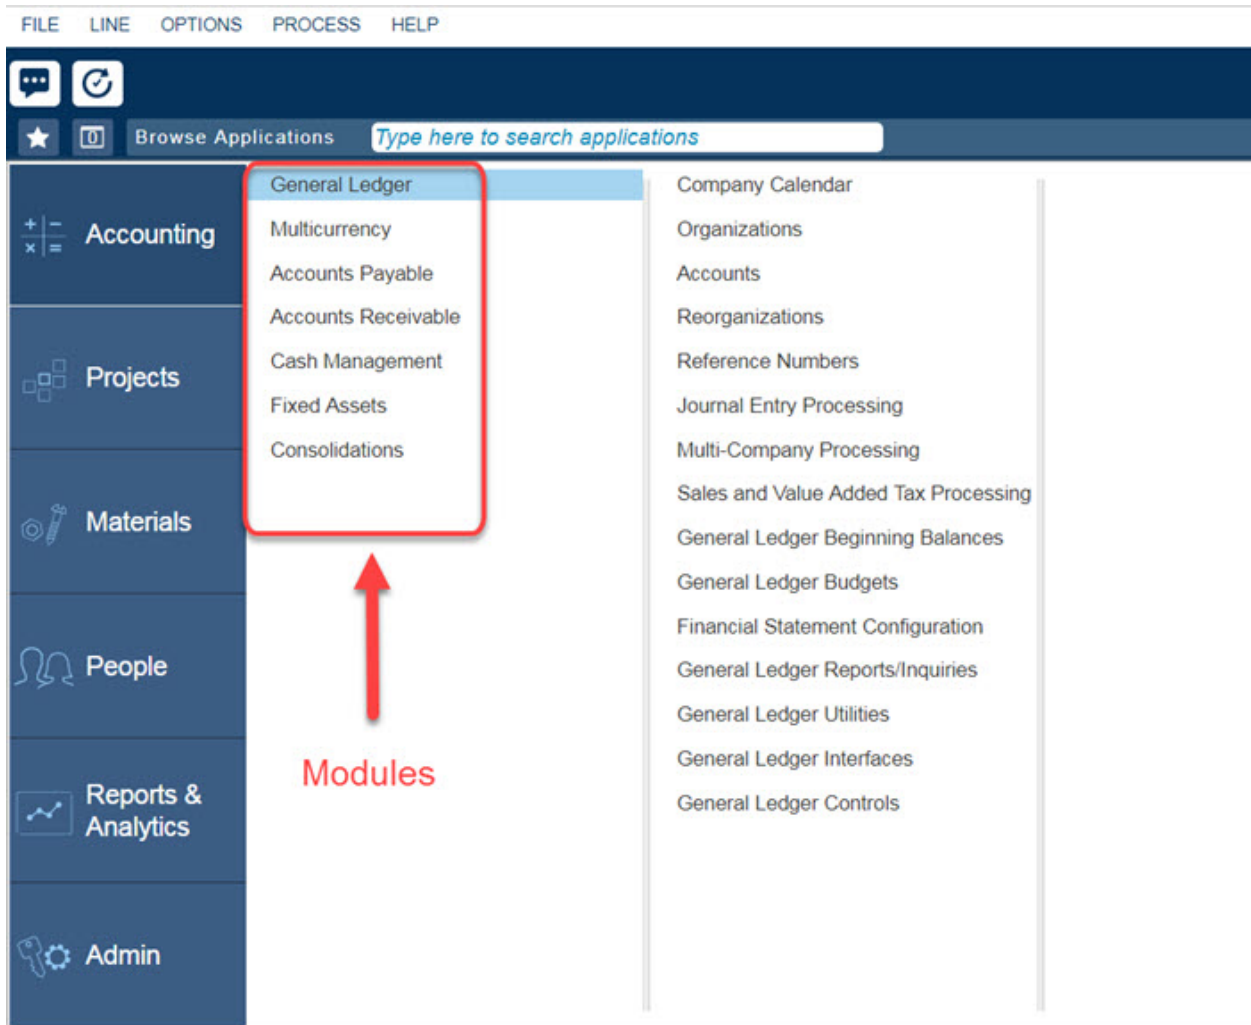 FILE LINE OPTIONS PROCESS HELP
0
Browse Applications Type here to search applications
Accounting
Projects
Materials
People
Reports &
Analytics
Admin
General Ledger
Multicurrency
Accounts Payable
Accounts Receivable
Cash Management
Fixed Assets
Consolidations
Modules
Company Calendar
Organizations
Accounts
Reorganizations
Reference Numbers
Journal Entry Processing
Multi-Company Processing
Sales and Value Added Tax Processing
General Ledger Beginning Balances
General Ledger Budgets
Financial Statement Configuration
General Ledger Reports/Inquiries
General Ledger Utilities
General Ledger Interfaces
General Ledger Controls